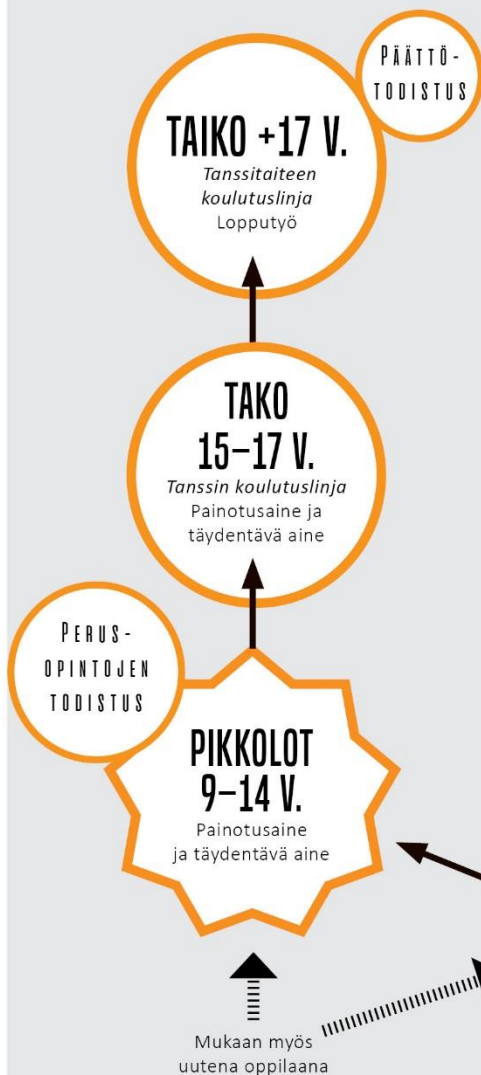 PÄÄTTÖ-
TODISTUS
TAIKO +17 V.
Tanssitaiteen
koulutuslinja
Lopputyö
TAKO
15–17 V.
Tanssin koulutuslinja
Painotusaine ja
täydentävä aine
PERUS-
OPINTOJEN
TODISTUS
PIKKOLOT
9–14 V.
Painotusaine
ja täydentävä aine
Mukaan myös
uutena oppilaana